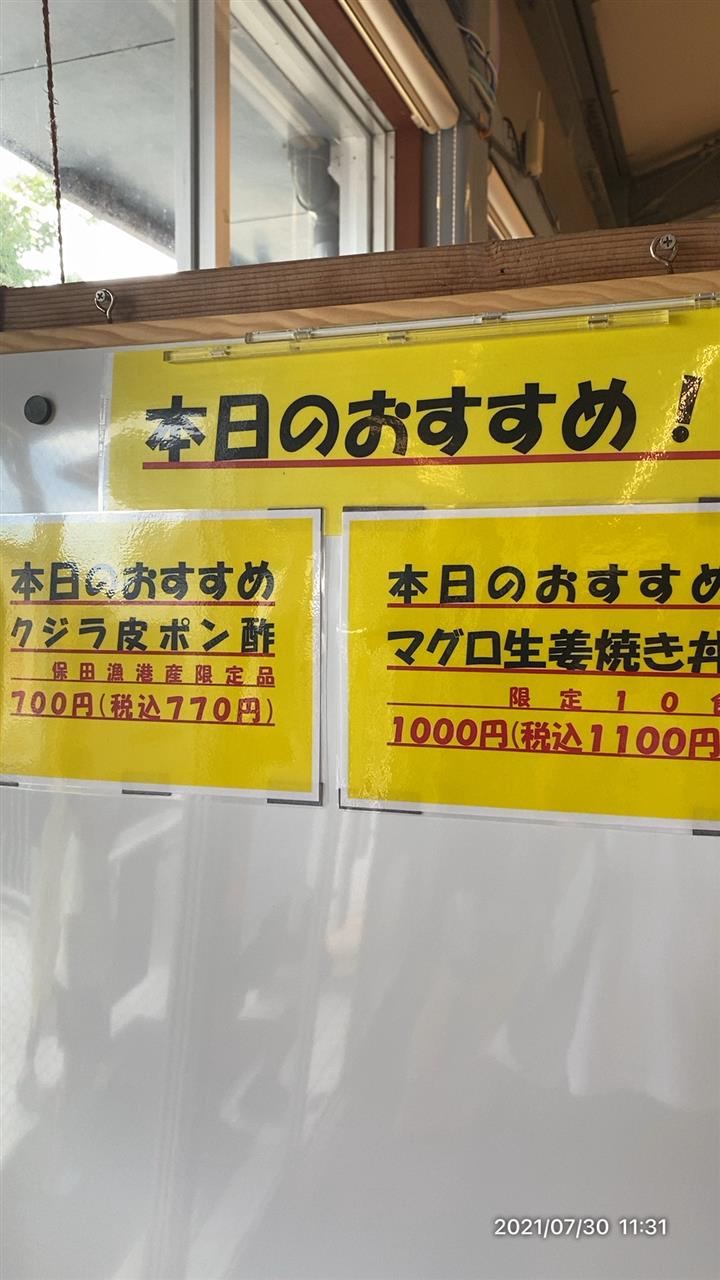 本日のおすすめ!
本日のおすすめ
クジラ皮ポン酢
保田漁港産限定品
700円(税込770円)
本日のおすすめ
マグロ生姜焼き丼
限定10食
1000円(税込1100円
2021/07/30 11:31